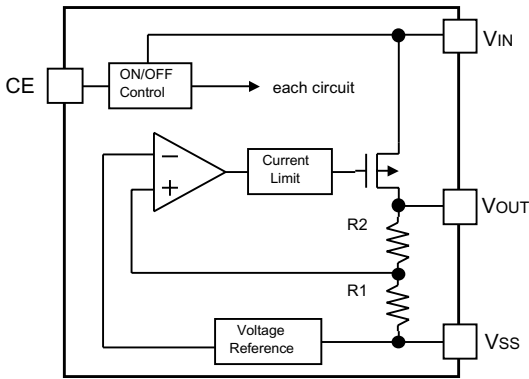 VIN
CE
ON/OFF
Control
each circuit
−
+
Current
Limit
VOUT
R2
R1
Voltage
Reference
VSS